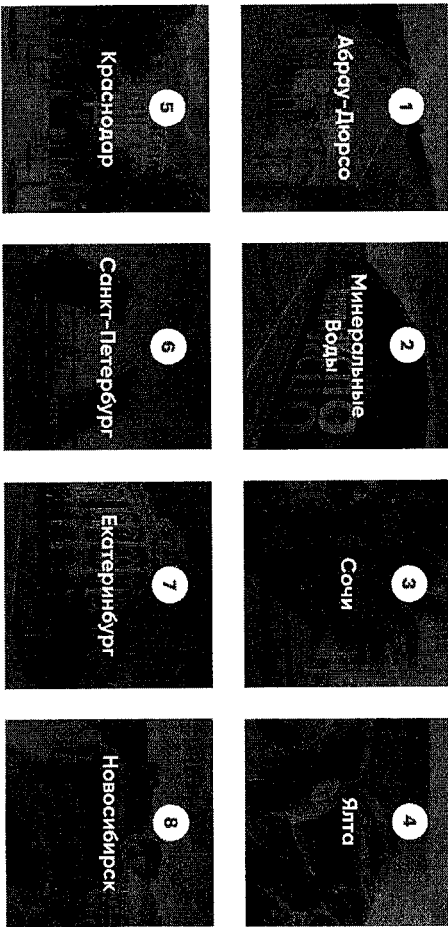 1
Абрау-Дюрсо
2
Минеральные
Воды
3
Сочи
4
Ялта
5
Краснодар
6
Санкт-Петербург
7
Екатеринбург
8
Новосибирск